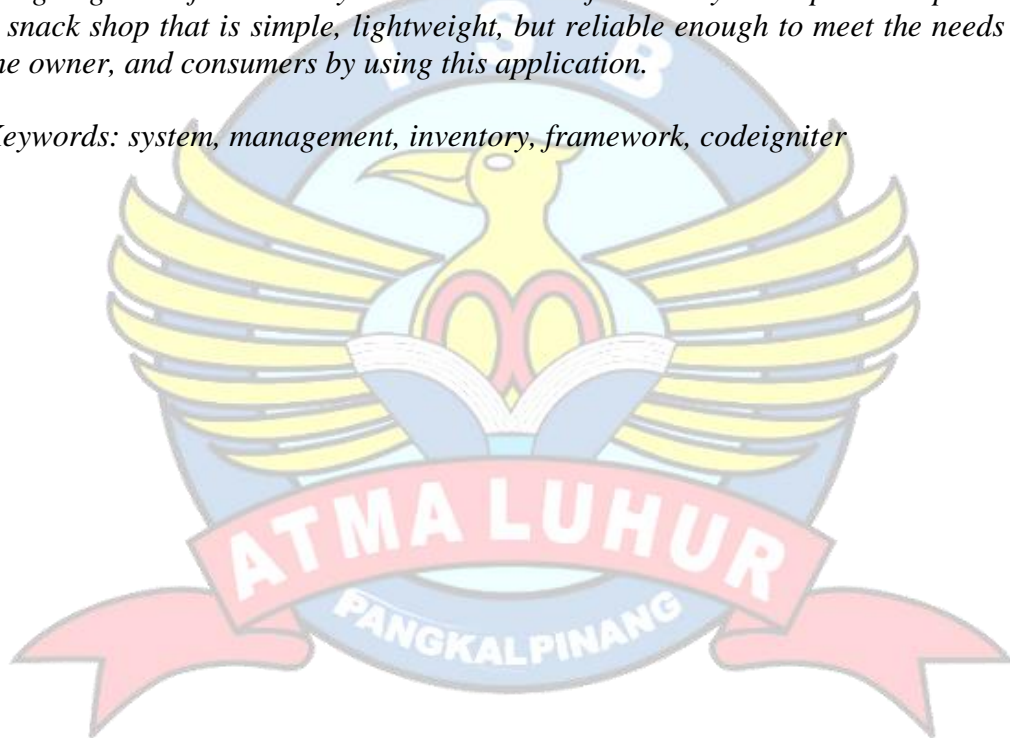 snack shop that is simple, lightweight, but reliable enough to meet the needs
owner, and consumers by using this application.
Keywords: system, management, inventory, framework, codeigniter
ISB
ATMA LUHUR
PANGKALPINANG